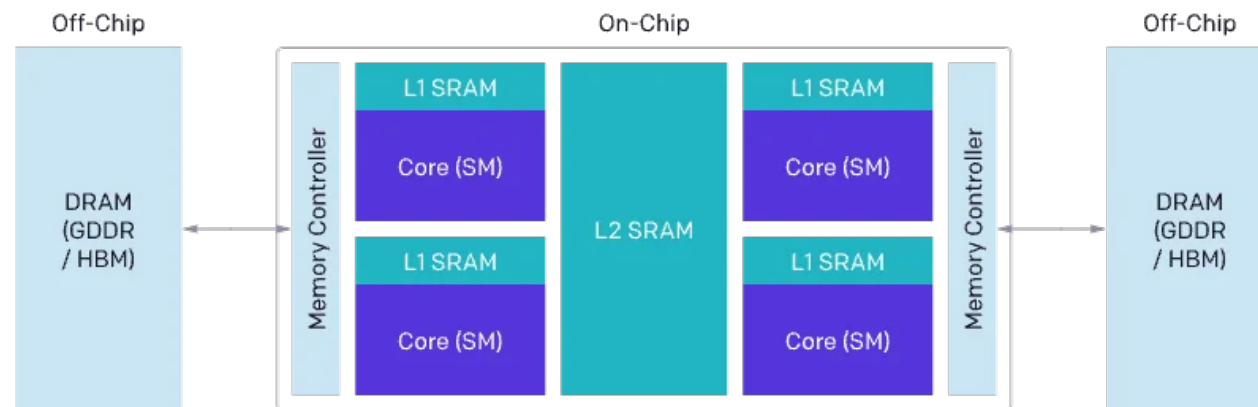 Off-Chip
On-Chip
Off-Chip
DRAM
(GDDR
/ HBM)
Memory Controller
L1 SRAM
Core (SM)
L1 SRAM
Core (SM)
L2 SRAM
L1 SRAM
Core (SM)
L1 SRAM
Core (SM)
Memory Controller
DRAM
(GDDR
/ HBM)